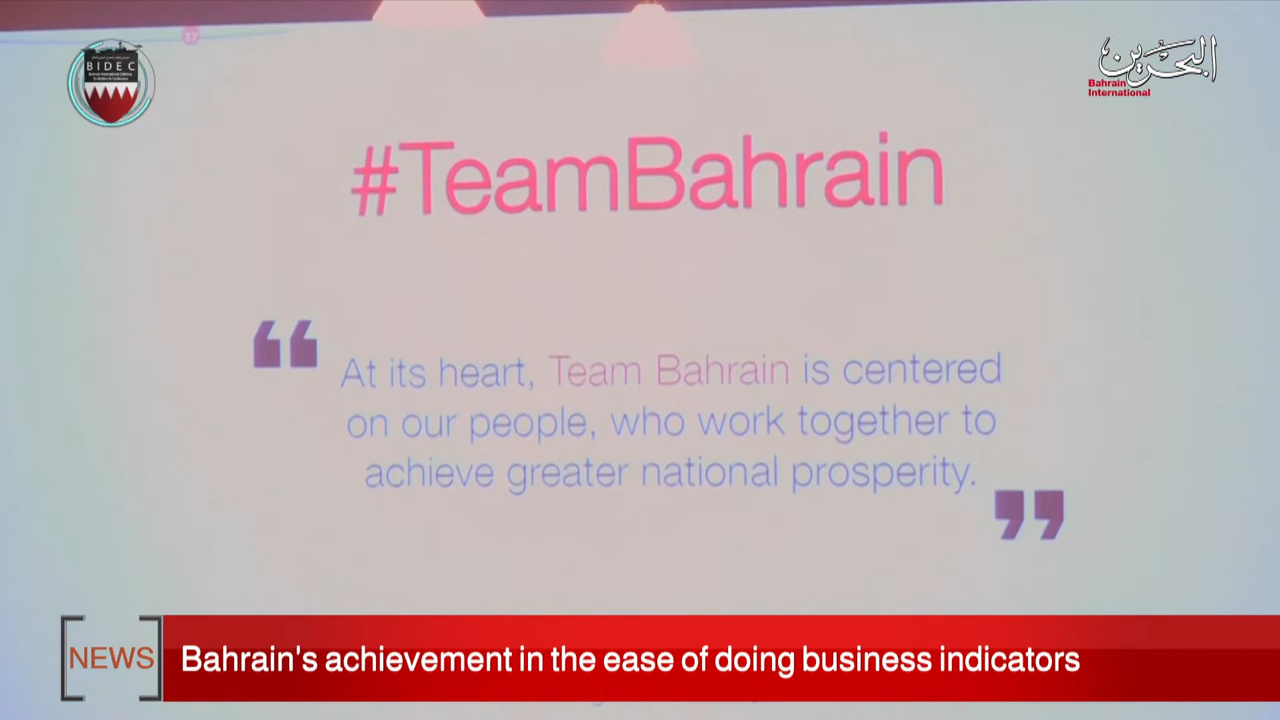 BIDEC
البحرين
Bahrain
International
#TeamBahrain
“ At its heart, Team Bahrain is centered
on our people, who work together to
achieve greater national prosperity. ”
NEWS
Bahrain's achievement in the ease of doing business indicators